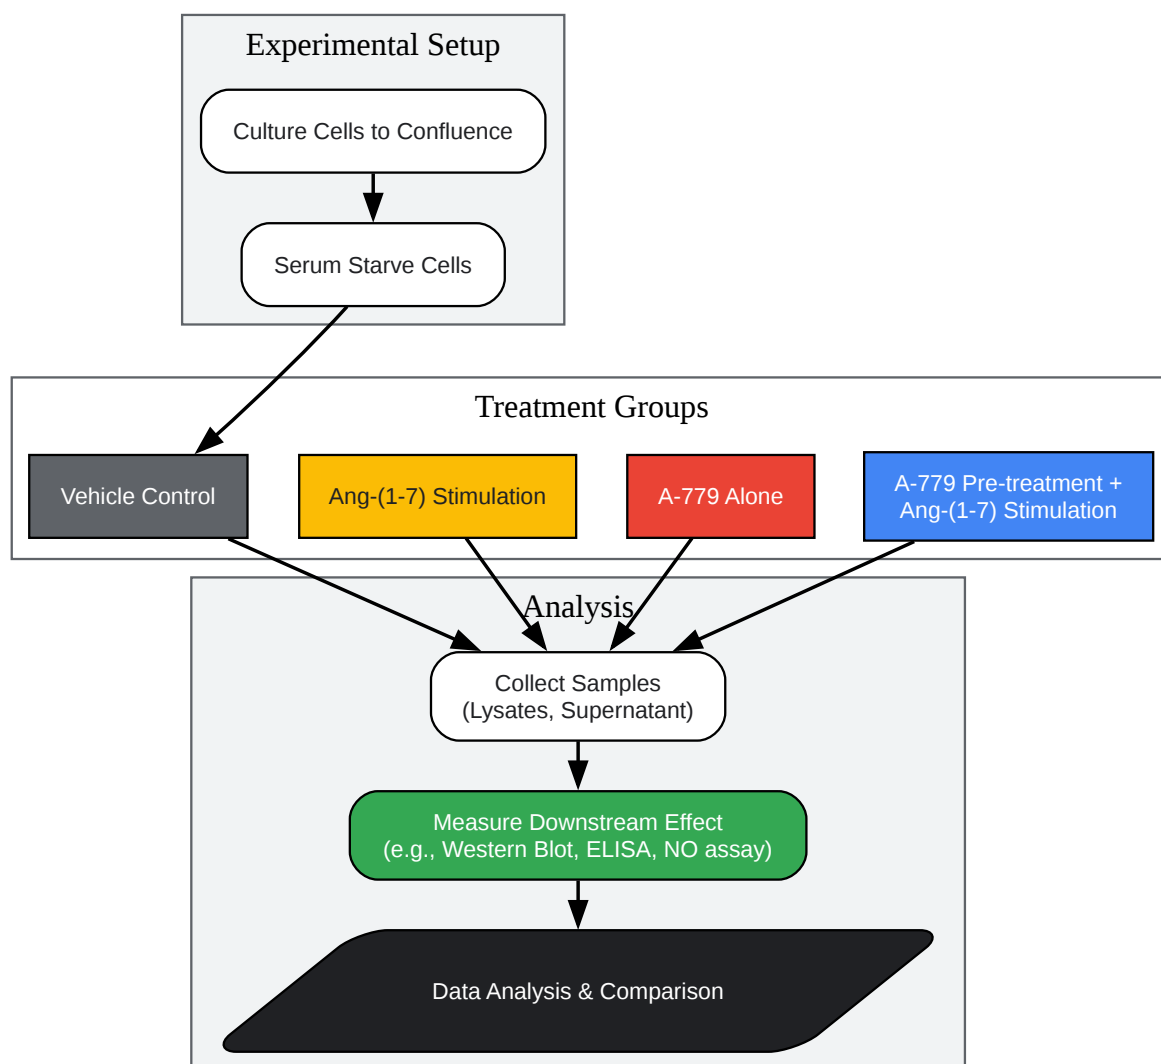 Experimental Setup
Culture Cells to Confluence
Serum Starve Cells
Treatment Groups
Vehicle Control
Ang-(1-7) Stimulation
A-779 Alone
A-779 Pre-treatment +
Ang-(1-7) Stimulation
Analysis
Collect Samples
(Lysates, Supernatant)
Measure Downstream Effect
(e.g., Western Blot, ELISA, NO assay)
Data Analysis & Comparison